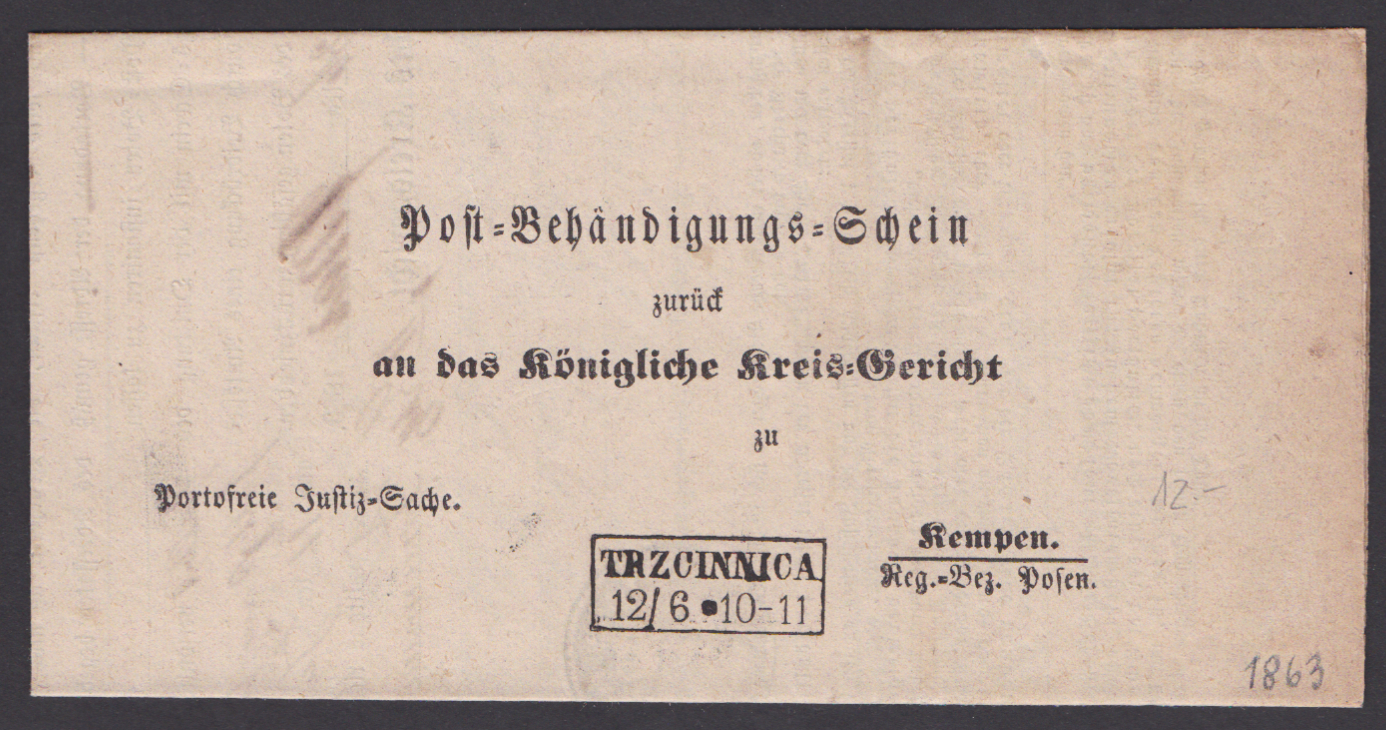 Post-Behändigungs-Schein
zurück
an das Königliche Kreis-Gericht
zu
Portofreie Justiz-Sache.
12.-
Kempen.
Reg.-Bez. Posen.
TRZCINNICA
12/6 • 10-11
1863